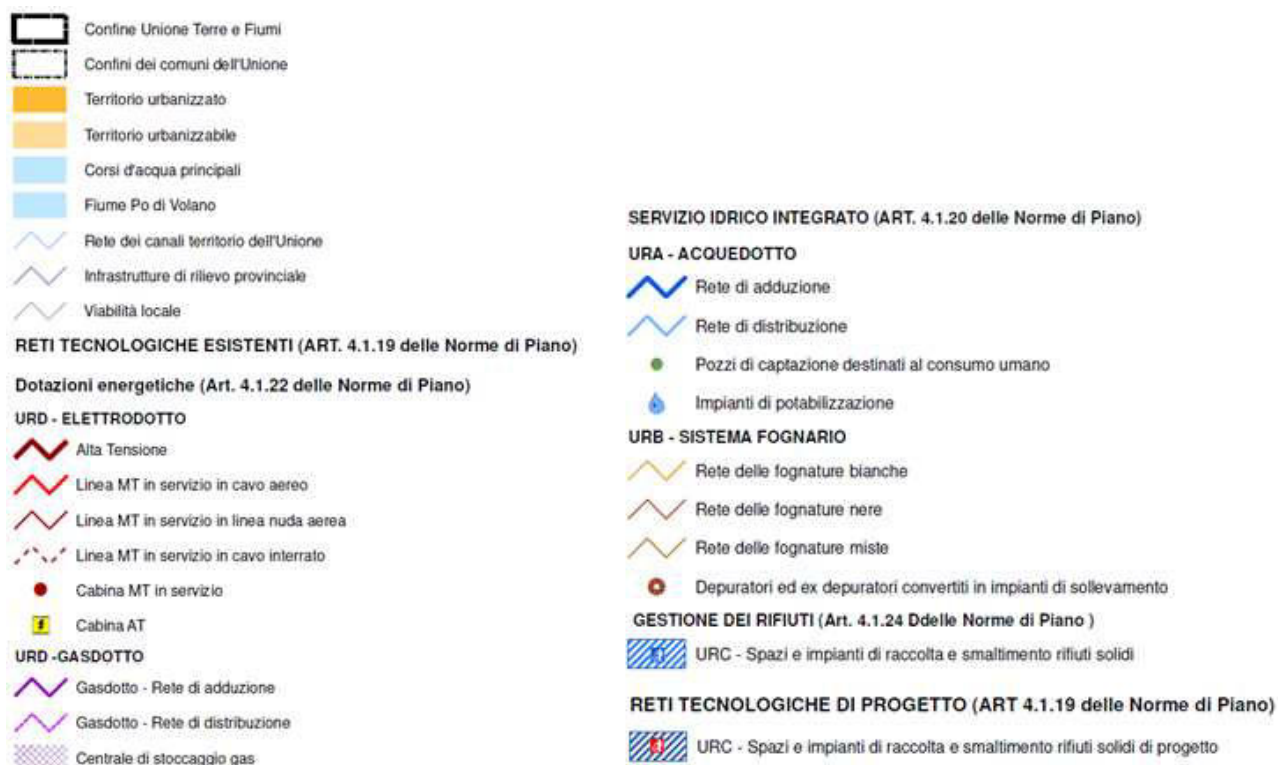 Confine Unione Terre e Fiumi
Confini dei comuni dell'Unione
Territorio urbanizzato
Territorio urbanizzabile
Corsi d'acqua principali
Fiume Po di Volano
Rete dei canali territorio dell'Unione
Infrastrutture di rilievo provinciale
Viabilità locale
RETI TECNOLOGICHE ESISTENTI (ART. 4.1.19 delle Norme di Piano)
Dotazioni energetiche (Art. 4.1.22 delle Norme di Piano)
URD - ELETTRODOTTO
Alta Tensione
Linea MT in servizio in cavo aereo
Linea MT in servizio in linea nuda aerea
Linea MT in servizio in cavo interrato
Cabina MT in servizio
Cabina AT
URD -GASDOTTO
Gasdotto - Rete di adduzione
Gasdotto - Rete di distribuzione
Centrale di stoccaggio gas
SERVIZIO IDRICO INTEGRATO (ART. 4.1.20 delle Norme di Piano)
URA - ACQUEDOTTO
Rete di adduzione
Rete di distribuzione
Pozzi di captazione destinati al consumo umano
Impianti di potabilizzazione
URB - SISTEMA FOGNARIO
Rete delle fognature bianche
Rete delle fognature nere
Rete delle fognature miste
Depuratori ed ex depuratori convertiti in impianti di sollevamento
GESTIONE DEI RIFIUTI (Art. 4.1.24 Ddelle Norme di Piano )
URC - Spazi e impianti di raccolta e smaltimento rifiuti solidi
RETI TECNOLOGICHE DI PROGETTO (ART 4.1.19 delle Norme di Piano)
URC - Spazi e impianti di raccolta e smaltimento rifiuti solidi di progetto